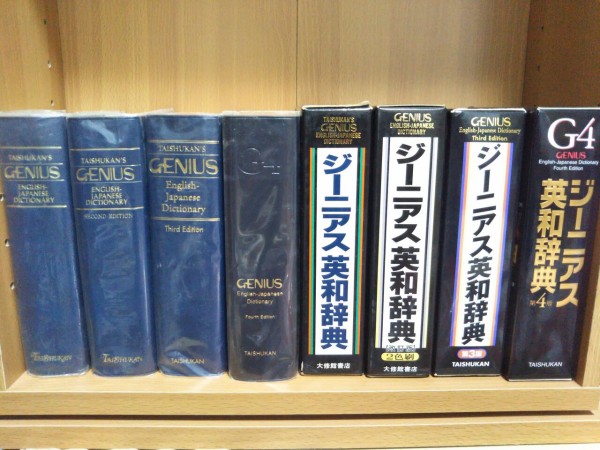 TAISHUKAN'S
GENIUS
ENGLISH-
JAPANESE
DICTIONARY
TAISHUKAN
TAISHUKAN'S
GENIUS
ENGLISH-
JAPANESE
DICTIONARY
SECOND EDITION
TAISHUKAN
TAISHUKAN'S
GENIUS
English-
Japanese
Dictionary
Third Edition
TAISHUKAN
G4
GENIUS
English-Japanese
Dictionary
Fourth Edition
TAISHUKAN
TAISHUKAN'S
GENIUS
ENGLISH-JAPANESE
DICTIONARY
ジーニアス英和辞典
大修館書店
GENIUS
ENGLISH-JAPANESE
DICTIONARY
ジーニアス英和辞典
2色刷
大修館書店
GENIUS
English-Japanese Dictionary
Third Edition
ジーニアス英和辞典
第3版
TAISHUKAN
G4
GENIUS
English-Japanese Dictionary
Fourth Edition
ジーニアス
英和辞典
第4版
TAISHUKAN